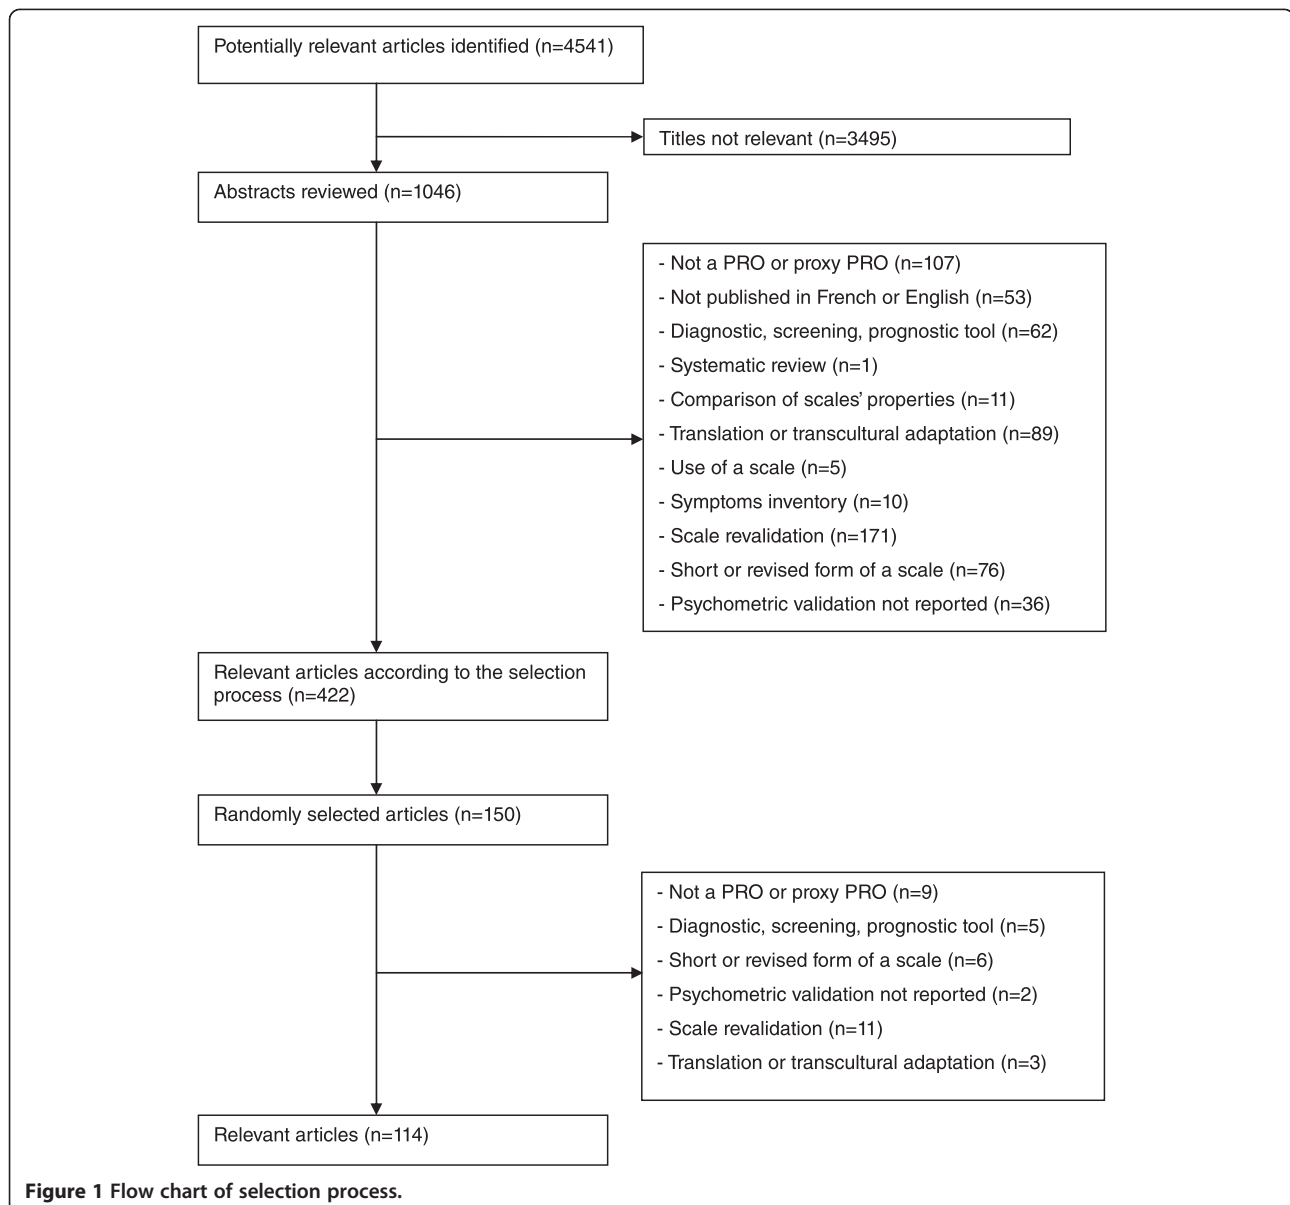 Potentially relevant articles identified (n=4541)
Titles not relevant (n=3495)
Abstracts reviewed (n=1046)
- Not a PRO or proxy PRO (n=107)
- Not published in French or English (n=53)
- Diagnostic, screening, prognostic tool (n=62)
- Systematic review (n=1)
- Comparison of scales’ properties (n=11)
- Translation or transcultural adaptation (n=89)
- Use of a scale (n=5)
- Symptoms inventory (n=10)
- Scale revalidation (n=171)
- Short or revised form of a scale (n=76)
- Psychometric validation not reported (n=36)
Relevant articles according to the selection
process (n=422)
Randomly selected articles (n=150)
- Not a PRO or proxy PRO (n=9)
- Diagnostic, screening, prognostic tool (n=5)
- Short or revised form of a scale (n=6)
- Psychometric validation not reported (n=2)
- Scale revalidation (n=11)
- Translation or transcultural adaptation (n=3)
Relevant articles (n=114)
Figure 1 Flow chart of selection process.